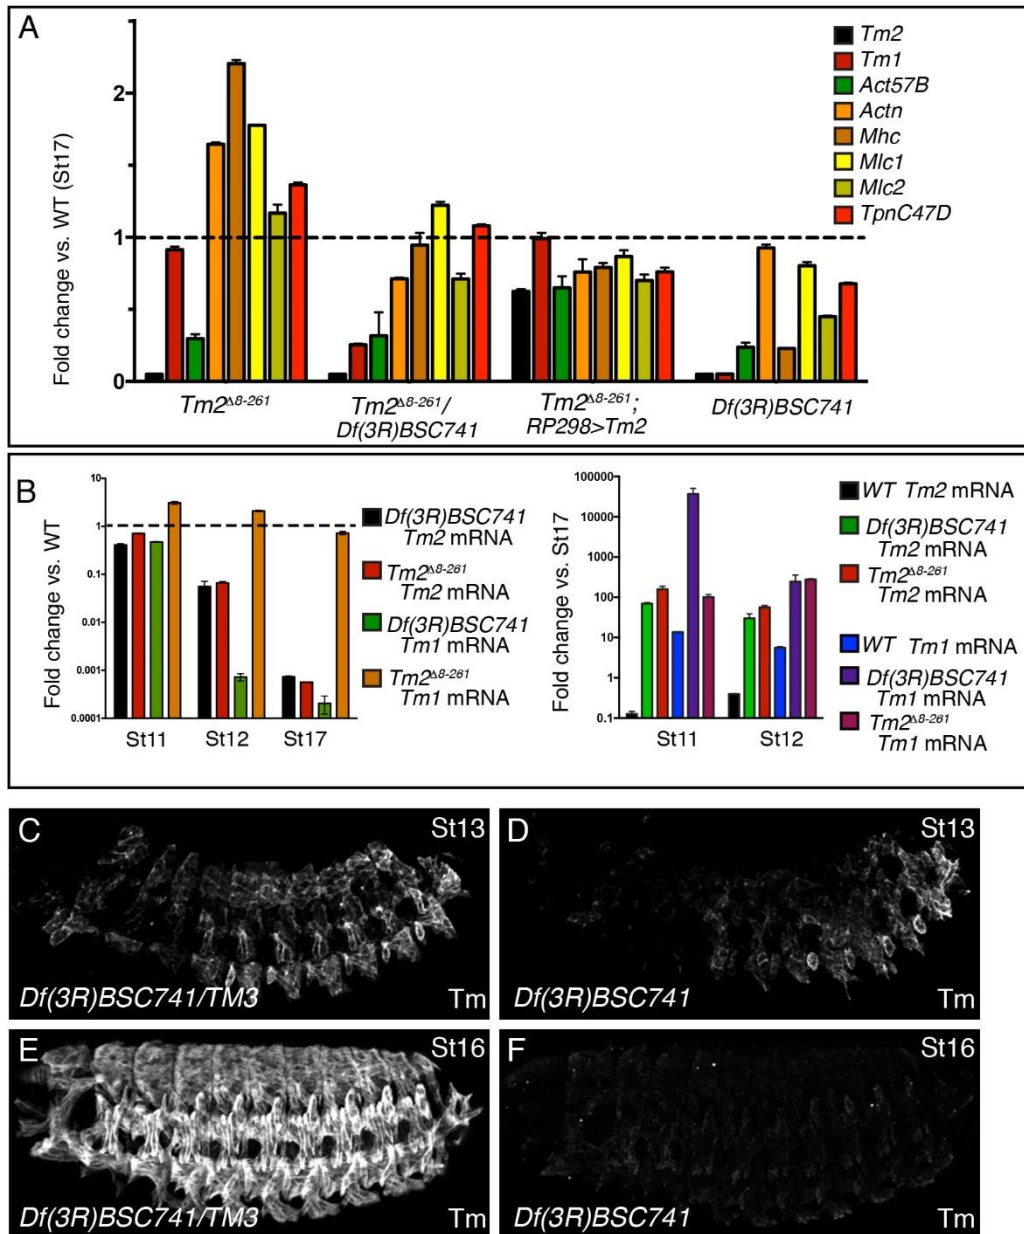 A
Fold change vs. WT (St17)
2
1
0
Tm2
Tm1
Act57B
Actn
Mhc
Mlc1
Mlc2
TpnC47D
Tm2Δ8-261
Tm2Δ8-261/
Df(3R)BSC741
Tm2Δ8-261;
RP298>Tm2
Df(3R)BSC741
B
Fold change vs. WT
10
1
0.1
0.01
0.001
0.0001
St11
St12
St17
Df(3R)BSC741
Tm2 mRNA
Tm2Δ8-261
Tm2 mRNA
Df(3R)BSC741
Tm1 mRNA
Tm2Δ8-261
Tm1 mRNA
Fold change vs. St17
100000
10000
1000
100
10
1
0.1
St11
St12
WT Tm2 mRNA
Df(3R)BSC741
Tm2 mRNA
Tm2Δ8-261
Tm2 mRNA
WT Tm1 mRNA
Df(3R)BSC741
Tm1 mRNA
Tm2Δ8-261
Tm1 mRNA
C
St13
Df(3R)BSC741/TM3
Tm
D
St13
Df(3R)BSC741
Tm
E
St16
Df(3R)BSC741/TM3
Tm
F
St16
Df(3R)BSC741
Tm